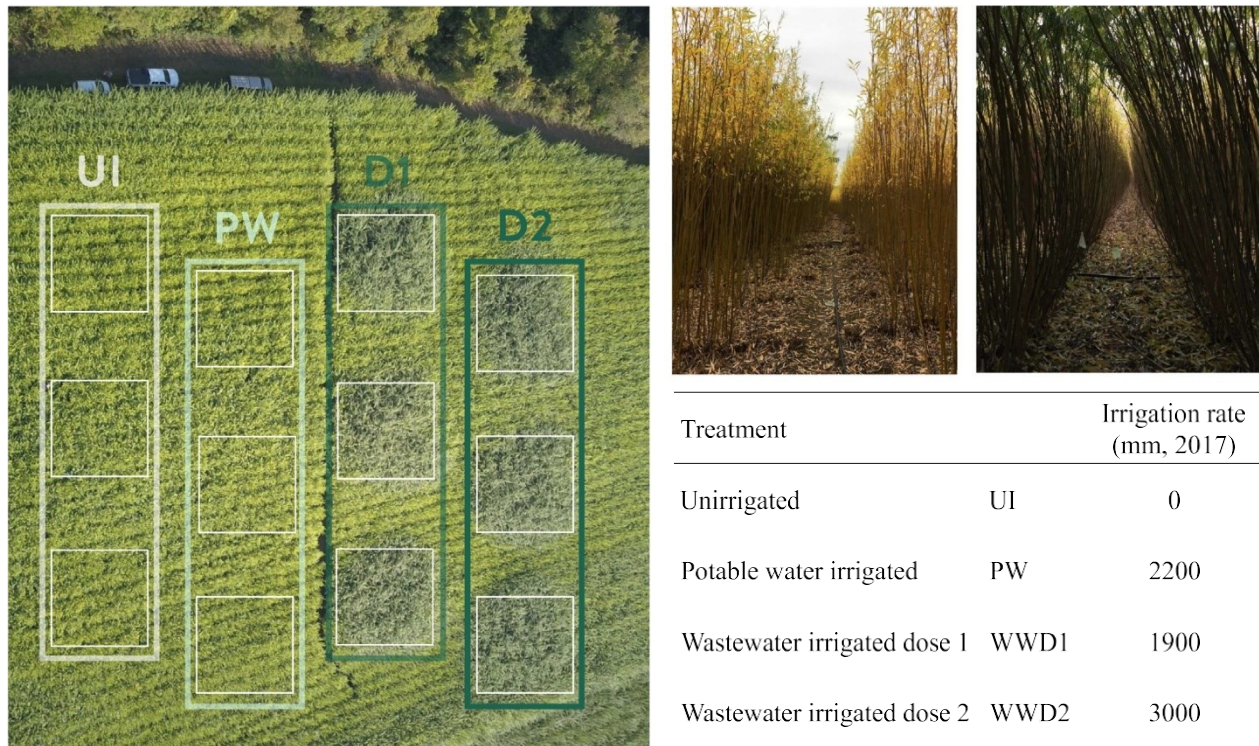 UI
PW
D1
D2
Treatment
Irrigation rate
(mm, 2017)
Unirrigated UI 0
Potable water irrigated PW 2200
Wastewater irrigated dose 1 WWD1 1900
Wastewater irrigated dose 2 WWD2 3000